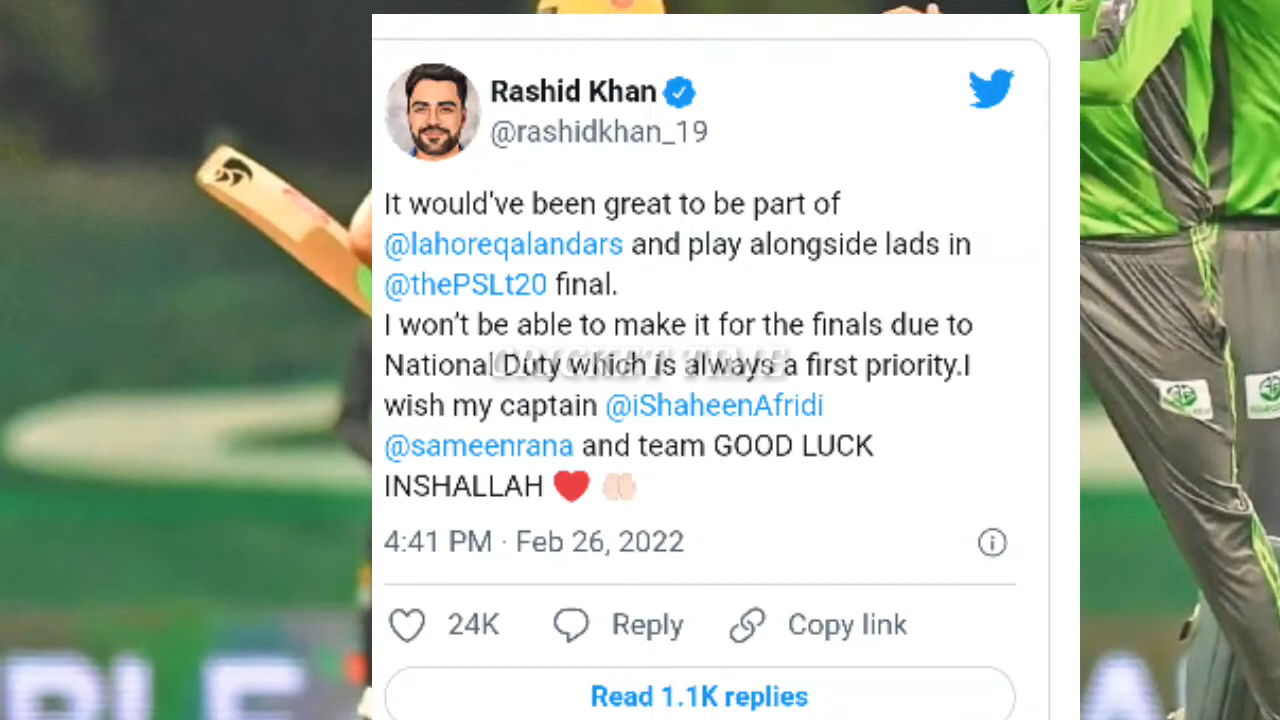 Rashid Khan
@rashidkhan_19
It would've been great to be part of
@lahoreqalandars and play alongside lads in
@thePSLt20 final.
I won't be able to make it for the finals due to
National Duty which is always a first priority.I
CRICKET TIME
wish my captain @iShaheenAfridi
@sameenrana and team GOOD LUCK
INSHALLAH ❤️ 🤲🏻
4:41 PM · Feb 26, 2022
24K Reply Copy link
Read 1.1K replies